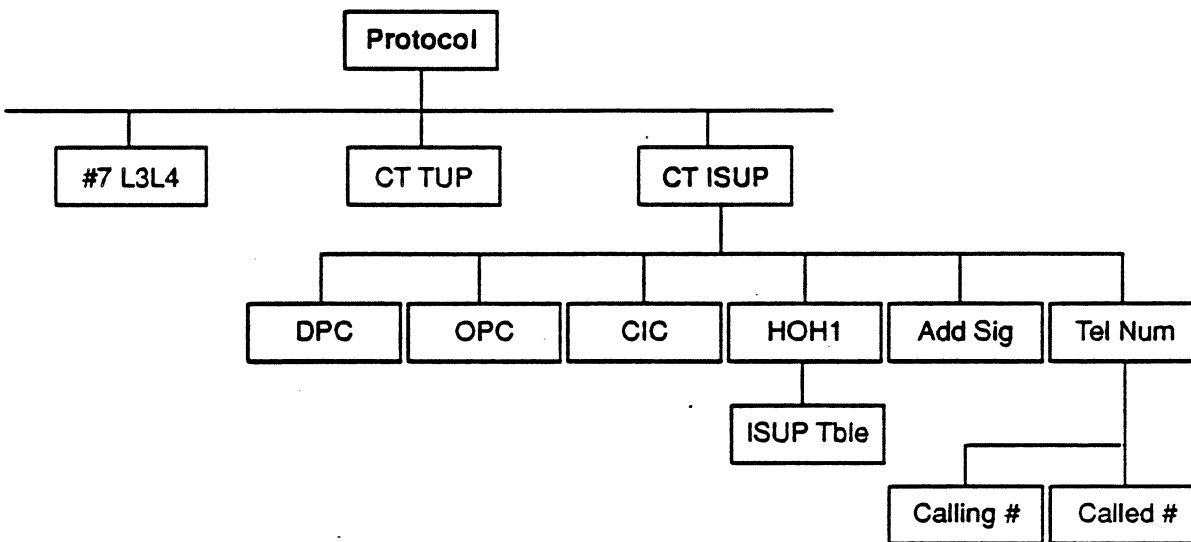 Protocol
#7 L3L4
CT TUP
CT ISUP
DPC
OPC
CIC
HOH1
Add Sig
Tel Num
ISUP Tble
Calling #
Called #